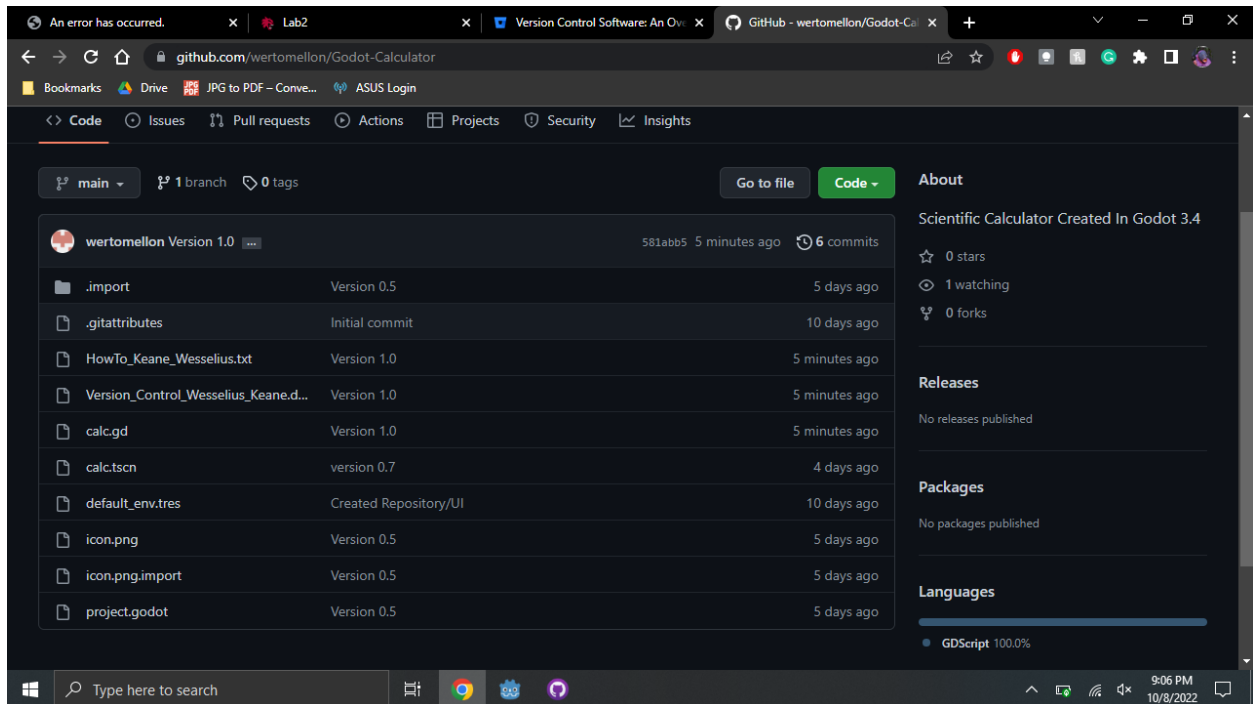 An error has occurred. Lab2 Version Control Software: An Ov GitHub - wertomellon/Godot-Cal
github.com/wertomellon/Godot-Calculator
Bookmarks Drive JPG to PDF – Conve... ASUS Login
<> Code Issues Pull requests Actions Projects Security Insights
main 1 branch 0 tags Go to file Code
wertomellon Version 1.0 ... 581abb5 5 minutes ago 6 commits
.import Version 0.5 5 days ago
.gitattributes Initial commit 10 days ago
HowTo_Keane_Wesselius.txt Version 1.0 5 minutes ago
Version_Control_Wesselius_Keane.d... Version 1.0 5 minutes ago
calc.gd Version 1.0 5 minutes ago
calc.tscn version 0.7 4 days ago
default_env.tres Created Repository/UI 10 days ago
icon.png Version 0.5 5 days ago
icon.png.import Version 0.5 5 days ago
project.godot Version 0.5 5 days ago
About
Scientific Calculator Created In Godot 3.4
0 stars
1 watching
0 forks
Releases
No releases published
Packages
No packages published
Languages
GDScript 100.0%
Type here to search
9:06 PM
10/8/2022